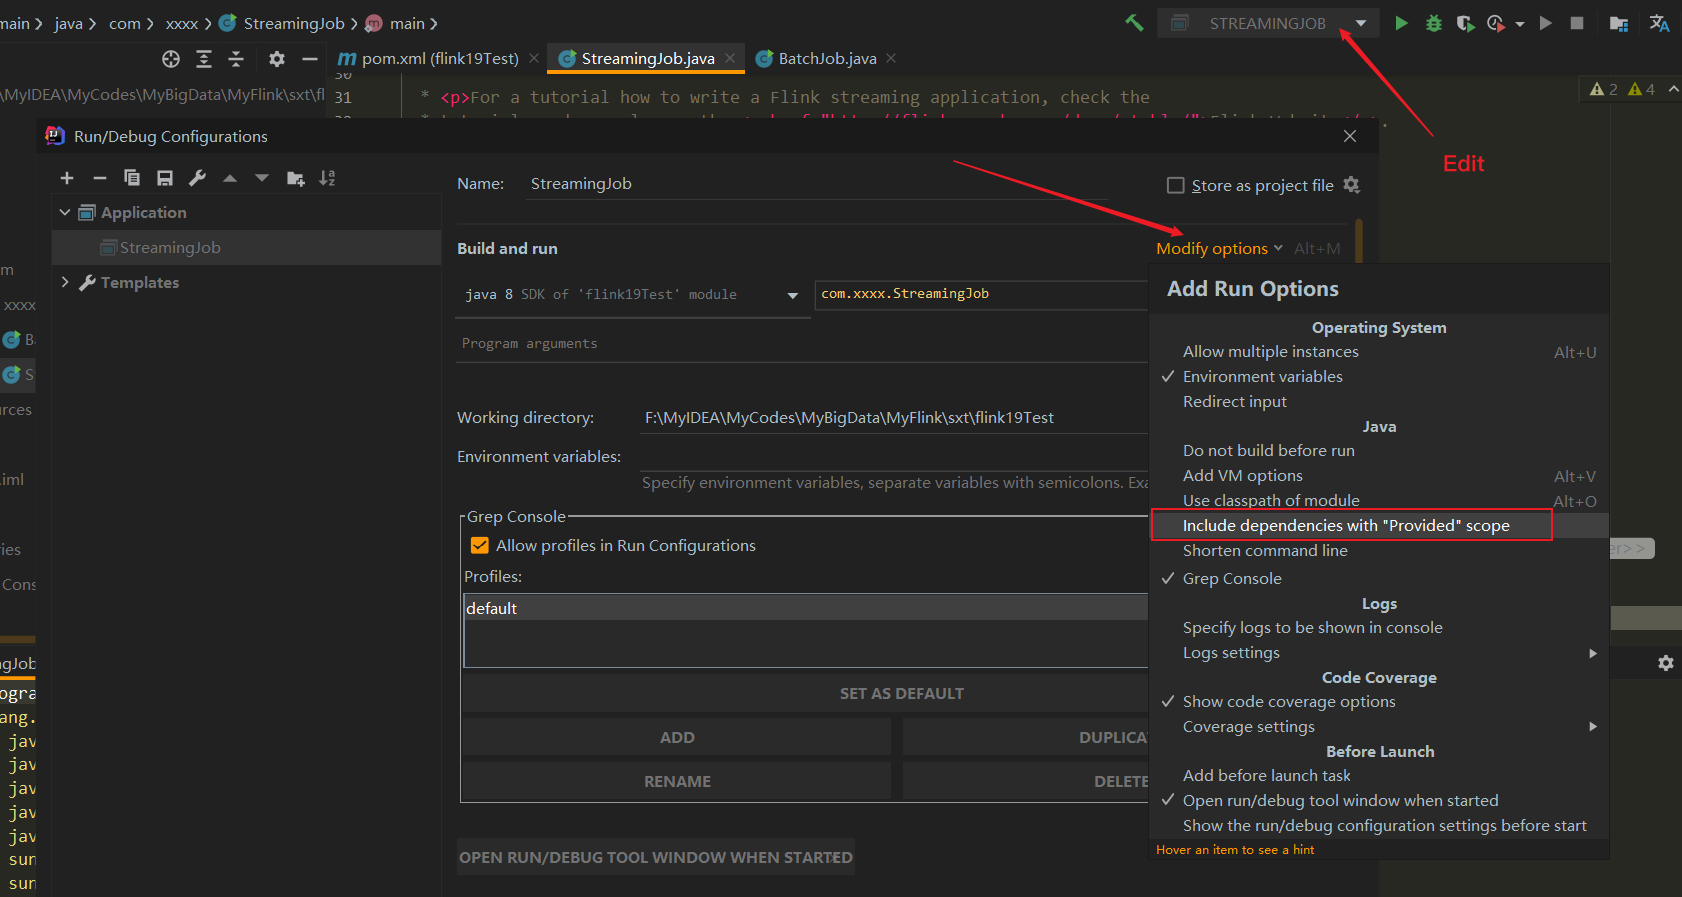 main > java > com > xxxx > StreamingJob > main >
STREAMINGJOB
pom.xml (flink19Test)
StreamingJob.java
BatchJob.java
\MyIDEA\MyCodes\MyBigData\MyFlink\sxt\fl
30
31 * <p>For a tutorial how to write a Flink streaming application, check the
2 4
Edit
Run/Debug Configurations
Name: StreamingJob
Store as project file
Application
StreamingJob
Templates
Build and run
Modify options Alt+M
java 8 SDK of 'flink19Test' module
com.xxxx.StreamingJob
Program arguments
Working directory: F:\MyIDEA\MyCodes\MyBigData\MyFlink\sxt\flink19Test
Environment variables:
Specify environment variables, separate variables with semicolons. Exa
Grep Console
Allow profiles in Run Configurations
Profiles:
default
SET AS DEFAULT
ADD
DUPLICA
RENAME
DELETE
OPEN RUN/DEBUG TOOL WINDOW WHEN STARTED
Add Run Options
Operating System
Allow multiple instances Alt+U
Environment variables
Redirect input
Java
Do not build before run
Add VM options Alt+V
Use classpath of module Alt+O
Include dependencies with "Provided" scope
Shorten command line
Grep Console
Logs
Specify logs to be shown in console
Logs settings
Code Coverage
Show code coverage options
Coverage settings
Before Launch
Add before launch task
Open run/debug tool window when started
Show the run/debug configuration settings before start
Hover an item to see a hint
er>>
m
xxxx
Ba
S
urces
.iml
ies
Cons
ngJob
ogra
ang.
jav
jav
jav
jav
jav
sun
sun